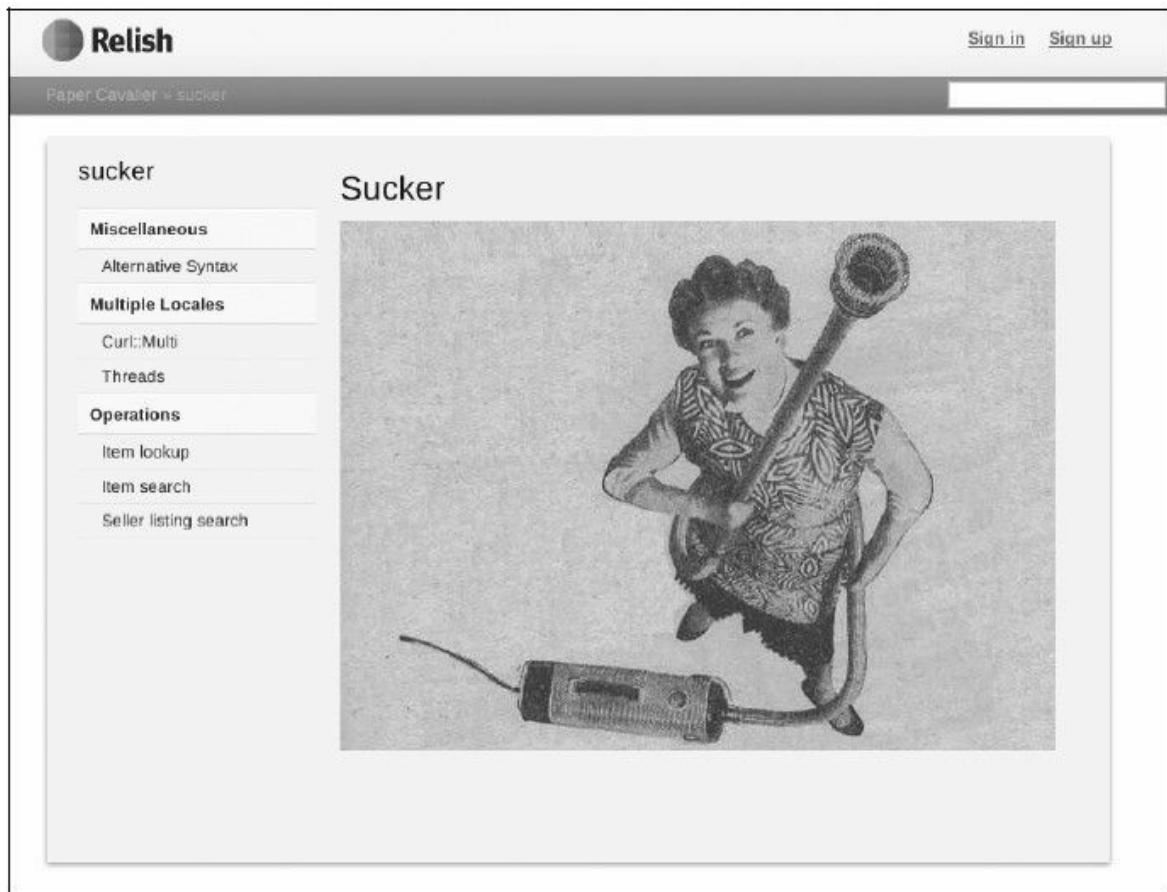 Relish
Sign in Sign up
Paper Cavalier » sucker
sucker
Miscellaneous
Alternative Syntax
Multiple Locales
Curl::Multi
Threads
Operations
Item lookup
Item search
Seller listing search
Sucker